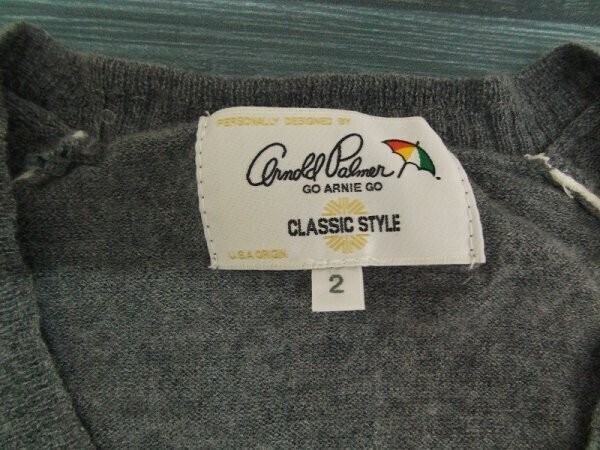 PERSONALLY DESIGNED BY
Arnold Palmer
GO ARNIE GO
CLASSIC STYLE
U.S.A ORIGIN
2